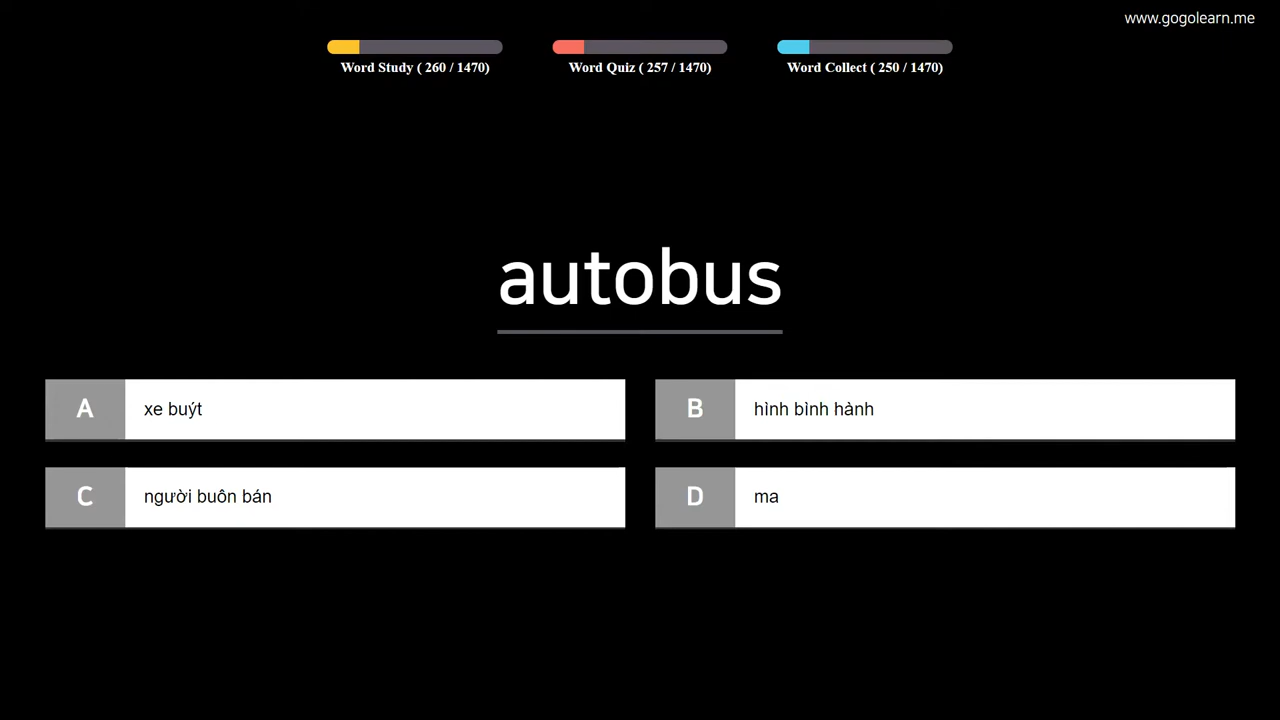 www.gogolearn.me
Word Study ( 260 / 1470)
Word Quiz ( 257 / 1470)
Word Collect ( 250 / 1470)
autobus
A xe buýt
B hình bình hành
C người buôn bán
D ma